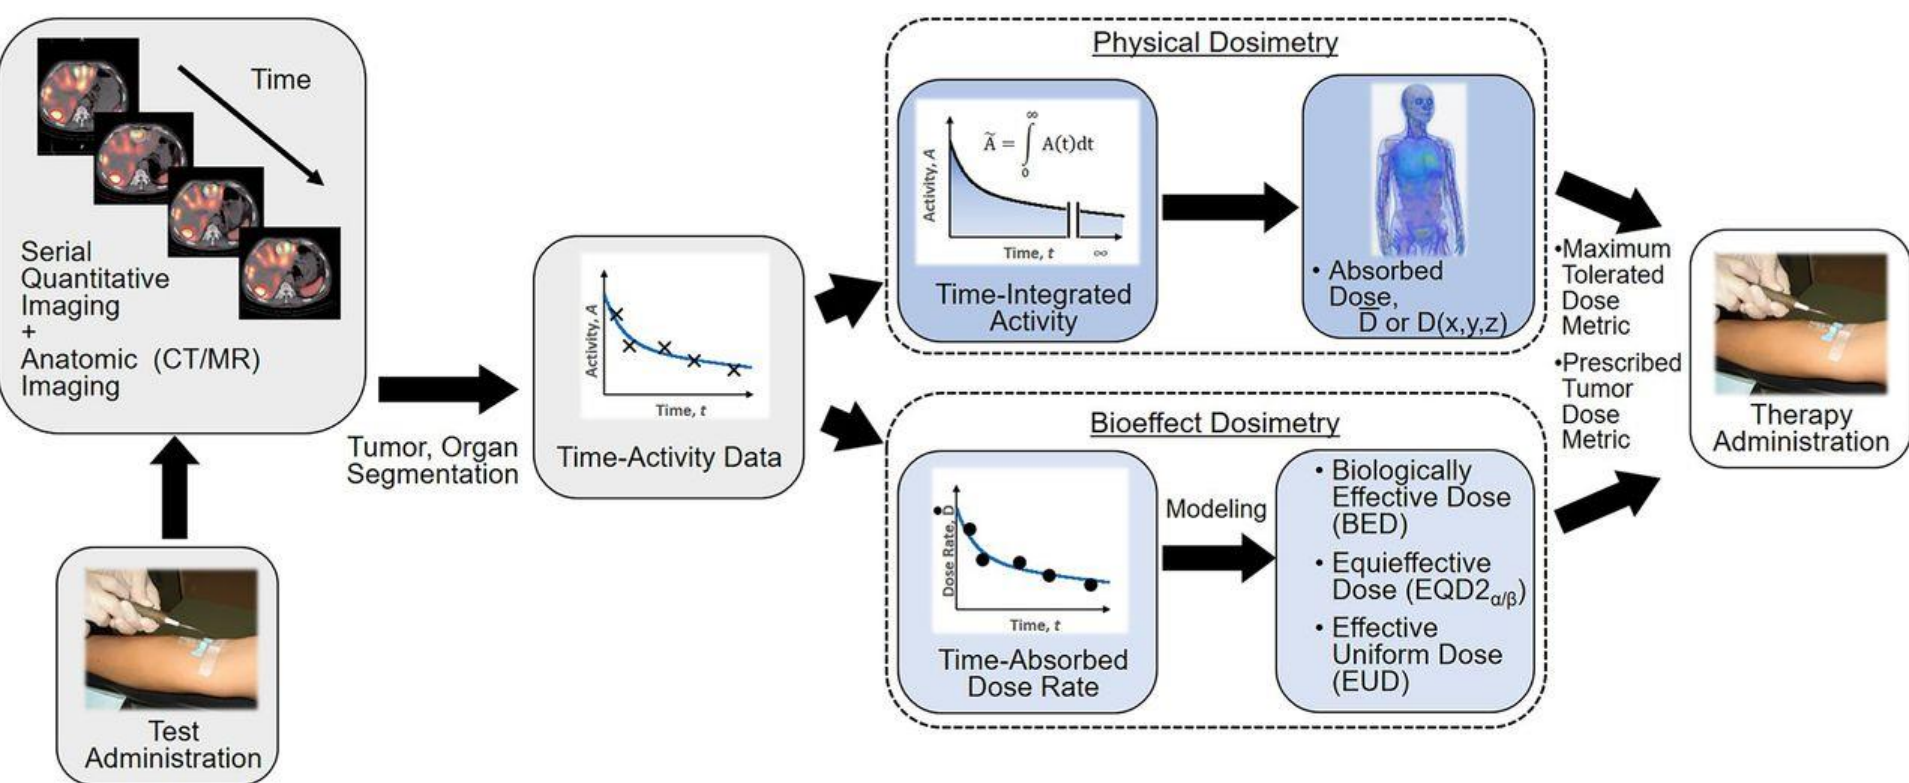 Time
Serial
Quantitative
Imaging
+
Anatomic (CT/MR)
Imaging
Test
Administration
Tumor, Organ
Segmentation
Activity, A
Time, t
Time-Activity Data
Physical Dosimetry
Ã = ∫₀^∞ A(t)dt
Activity, A
Time, t
∞
Time-Integrated
Activity
• Absorbed
Dose,
D̅ or D(x,y,z)
Bioeffect Dosimetry
Dose Rate, Ḋ
Time, t
Time-Absorbed
Dose Rate
Modeling
• Biologically
Effective Dose
(BED)
• Equieffective
Dose (EQD2α/β)
• Effective
Uniform Dose
(EUD)
•Maximum
Tolerated
Dose
Metric
•Prescribed
Tumor
Dose
Metric
Therapy
Administration